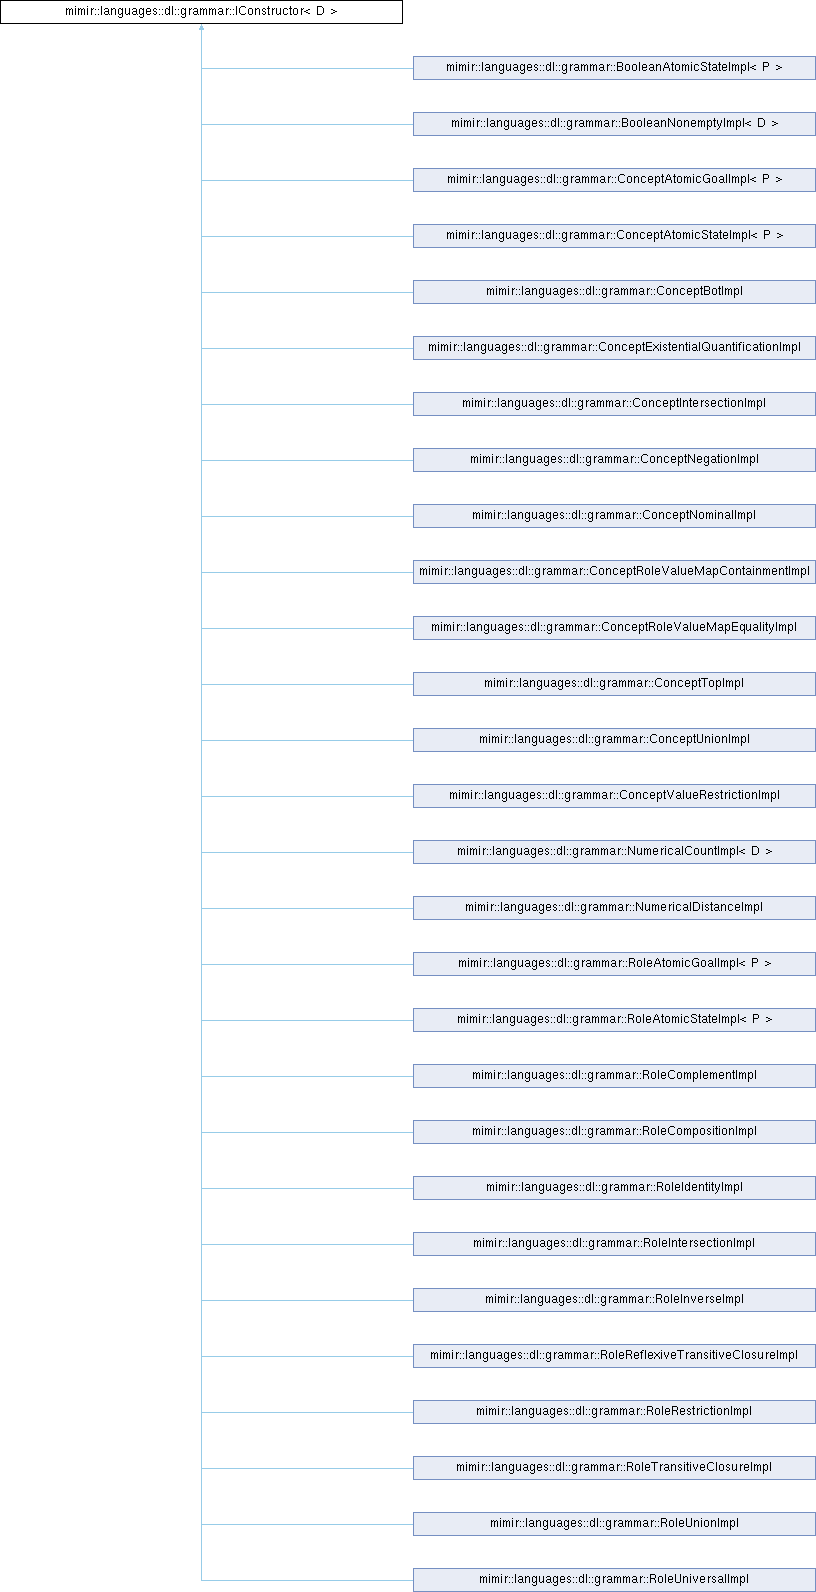 mimir::languages::dl::grammar::IConstructor< D >
mimir::languages::dl::grammar::BooleanAtomicStateImpl< P >
mimir::languages::dl::grammar::BooleanNonemptyImpl< D >
mimir::languages::dl::grammar::ConceptAtomicGoalImpl< P >
mimir::languages::dl::grammar::ConceptAtomicStateImpl< P >
mimir::languages::dl::grammar::ConceptBotImpl
mimir::languages::dl::grammar::ConceptExistentialQuantificationImpl
mimir::languages::dl::grammar::ConceptIntersectionImpl
mimir::languages::dl::grammar::ConceptNegationImpl
mimir::languages::dl::grammar::ConceptNominalImpl
mimir::languages::dl::grammar::ConceptRoleValueMapContainmentImpl
mimir::languages::dl::grammar::ConceptRoleValueMapEqualityImpl
mimir::languages::dl::grammar::ConceptTopImpl
mimir::languages::dl::grammar::ConceptUnionImpl
mimir::languages::dl::grammar::ConceptValueRestrictionImpl
mimir::languages::dl::grammar::NumericalCountImpl< D >
mimir::languages::dl::grammar::NumericalDistanceImpl
mimir::languages::dl::grammar::RoleAtomicGoalImpl< P >
mimir::languages::dl::grammar::RoleAtomicStateImpl< P >
mimir::languages::dl::grammar::RoleComplementImpl
mimir::languages::dl::grammar::RoleCompositionImpl
mimir::languages::dl::grammar::RoleIdentityImpl
mimir::languages::dl::grammar::RoleIntersectionImpl
mimir::languages::dl::grammar::RoleInverseImpl
mimir::languages::dl::grammar::RoleReflexiveTransitiveClosureImpl
mimir::languages::dl::grammar::RoleRestrictionImpl
mimir::languages::dl::grammar::RoleTransitiveClosureImpl
mimir::languages::dl::grammar::RoleUnionImpl
mimir::languages::dl::grammar::RoleUniversalImpl